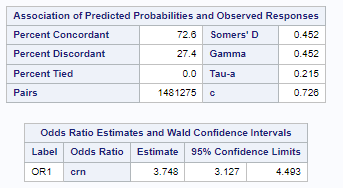 Association of Predicted Probabilities and Observed Responses
Percent Concordant 72.6 Somers' D 0.452
Percent Discordant 27.4 Gamma 0.452
Percent Tied 0.0 Tau-a 0.215
Pairs 1481275 c 0.726
Odds Ratio Estimates and Wald Confidence Intervals
Label Odds Ratio Estimate 95% Confidence Limits
OR1 crn 3.748 3.127 4.493